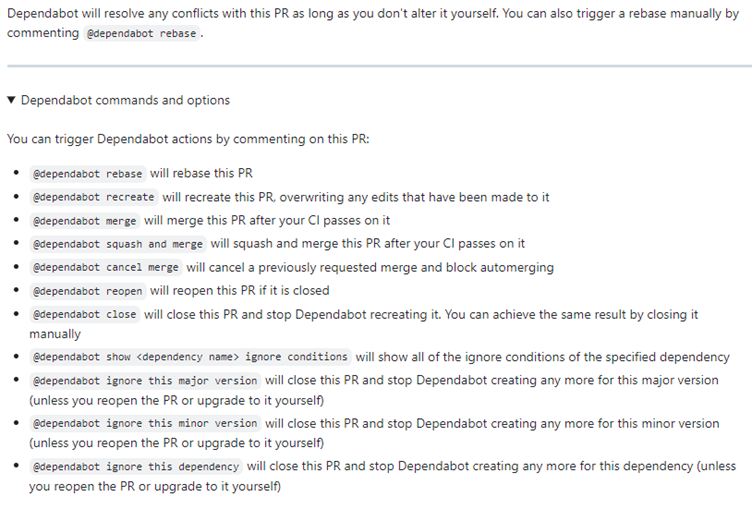 Dependabot will resolve any conflicts with this PR as long as you don't alter it yourself. You can also trigger a rebase manually by
commenting @dependabot rebase .
▼ Dependabot commands and options
You can trigger Dependabot actions by commenting on this PR:
• @dependabot rebase will rebase this PR
• @dependabot recreate will recreate this PR, overwriting any edits that have been made to it
• @dependabot merge will merge this PR after your CI passes on it
• @dependabot squash and merge will squash and merge this PR after your CI passes on it
• @dependabot cancel merge will cancel a previously requested merge and block automerging
• @dependabot reopen will reopen this PR if it is closed
• @dependabot close will close this PR and stop Dependabot recreating it. You can achieve the same result by closing it
manually
• @dependabot show <dependency name> ignore conditions will show all of the ignore conditions of the specified dependency
• @dependabot ignore this major version will close this PR and stop Dependabot creating any more for this major version
(unless you reopen the PR or upgrade to it yourself)
• @dependabot ignore this minor version will close this PR and stop Dependabot creating any more for this minor version
(unless you reopen the PR or upgrade to it yourself)
• @dependabot ignore this dependency will close this PR and stop Dependabot creating any more for this dependency (unless
you reopen the PR or upgrade to it yourself)